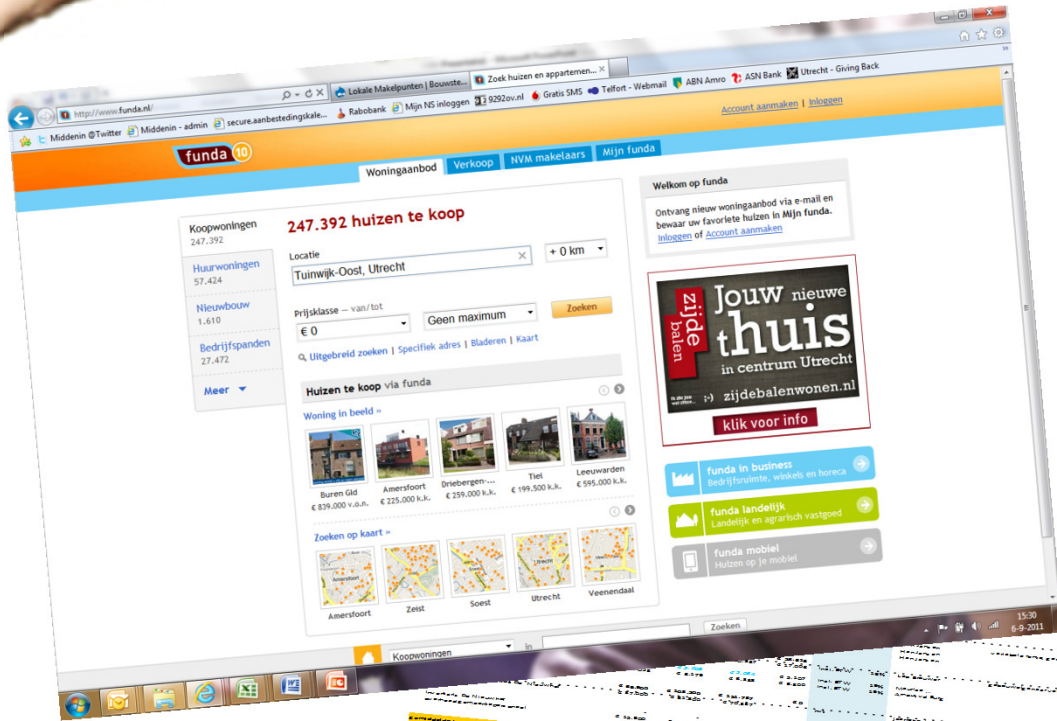 http://www.funda.nl/
Lokale Makelpunten | Bouwste...
Zoek huizen en appartemen...
Middenin @Twitter
Middenin - admin
secure.aanbestedingskale...
Rabobank
Mijn NS inloggen
9292ov.nl
Gratis SMS
Telfort - Webmail
ABN Amro
ASN Bank
Utrecht - Giving Back
Account aanmaken | Inloggen
funda 10
Woningaanbod
Verkoop
NVM makelaars
Mijn funda
Koopwoningen
247.392
Huurwoningen
57.424
Nieuwbouw
1.610
Bedrijfspanden
27.472
Meer
247.392 huizen te koop
Locatie
Tuinwijk-Oost, Utrecht
+ 0 km
Prijsklasse – van/tot
€ 0
Geen maximum
Zoeken
Uitgebreid zoeken | Specifiek adres | Bladeren | Kaart
Huizen te koop via funda
Woning in beeld »
Buren Gld
€ 839.000 v.o.n.
Amersfoort
€ 225.000 k.k.
Driebergen-...
€ 259.000 k.k.
Tiel
€ 199.500 k.k.
Leeuwarden
€ 595.000 k.k.
Zoeken op kaart »
Amersfoort
Zeist
Soest
Utrecht
Veenendaal
Koopwoningen
in
Zoeken
Welkom op funda
Ontvang nieuw woningaanbod via e-mail en
bewaar uw favoriete huizen in Mijn funda.
Inloggen of Account aanmaken
zijde
balen
Jouw nieuwe
thuis
in centrum Utrecht
;-) zijdebalenwonen.nl
klik voor info
funda in business
Bedrijfsruimte, winkels en horeca
funda landelijk
Landelijk en agrarisch vastgoed
funda mobiel
Huizen op je mobiel
15:30
6-9-2011